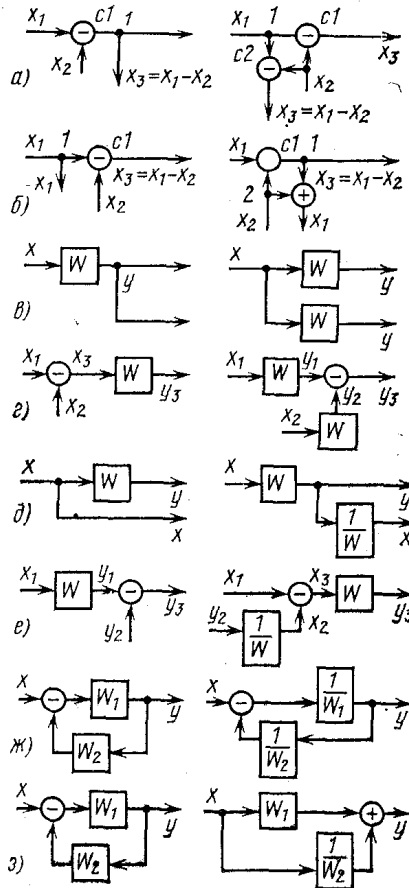 x₁ c1 1 x₂ x₃=x₁−x₂ x₁ 1 c1 c2 x₂ x₃ x₃=x₁−x₂
а)
x₁ 1 c1 x₁ x₃=x₁−x₂ x₂ x₁ c1 1 x₃=x₁−x₂ 2 x₂ x₁
б)
x W y x W y W y
в)
x₁ x₃ W y₃ x₂ x₁ W y₁ y₃ y₂ x₂ W
г)
x W y x x W y 1/W x
д)
x₁ W y₁ y₃ y₂ x₁ x₃ W y₃ y₂ 1/W x₂
е)
x W₁ y W₂ x 1/W₁ y 1/W₂
ж)
x W₁ y W₂ x W₁ y 1/W₂
з)